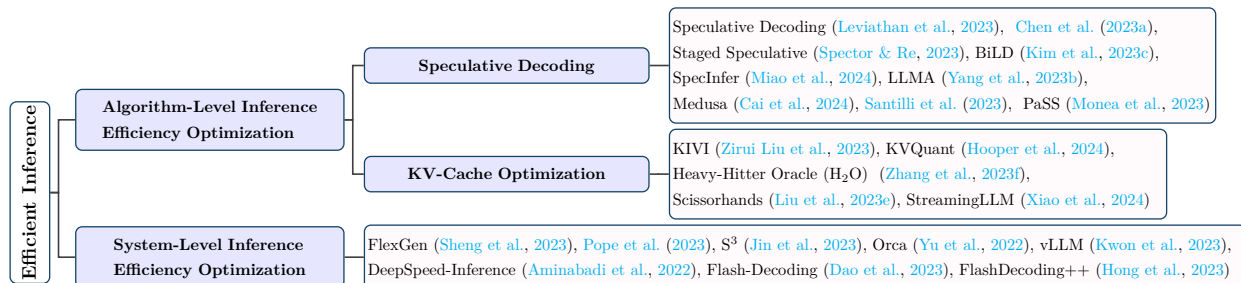 Efficient Inference
Algorithm-Level Inference
Efficiency Optimization
Speculative Decoding
Speculative Decoding (Leviathan et al., 2023), Chen et al. (2023a),
Staged Speculative (Spector & Re, 2023), BiLD (Kim et al., 2023c),
SpecInfer (Miao et al., 2024), LLMA (Yang et al., 2023b),
Medusa (Cai et al., 2024), Santilli et al. (2023), PaSS (Monea et al., 2023)
KV-Cache Optimization
KIVI (Zirui Liu et al., 2023), KVQuant (Hooper et al., 2024),
Heavy-Hitter Oracle (H₂O) (Zhang et al., 2023f),
Scissorhands (Liu et al., 2023e), StreamingLLM (Xiao et al., 2024)
System-Level Inference
Efficiency Optimization
FlexGen (Sheng et al., 2023), Pope et al. (2023), S³ (Jin et al., 2023), Orca (Yu et al., 2022), vLLM (Kwon et al., 2023),
DeepSpeed-Inference (Aminabadi et al., 2022), Flash-Decoding (Dao et al., 2023), FlashDecoding++ (Hong et al., 2023)